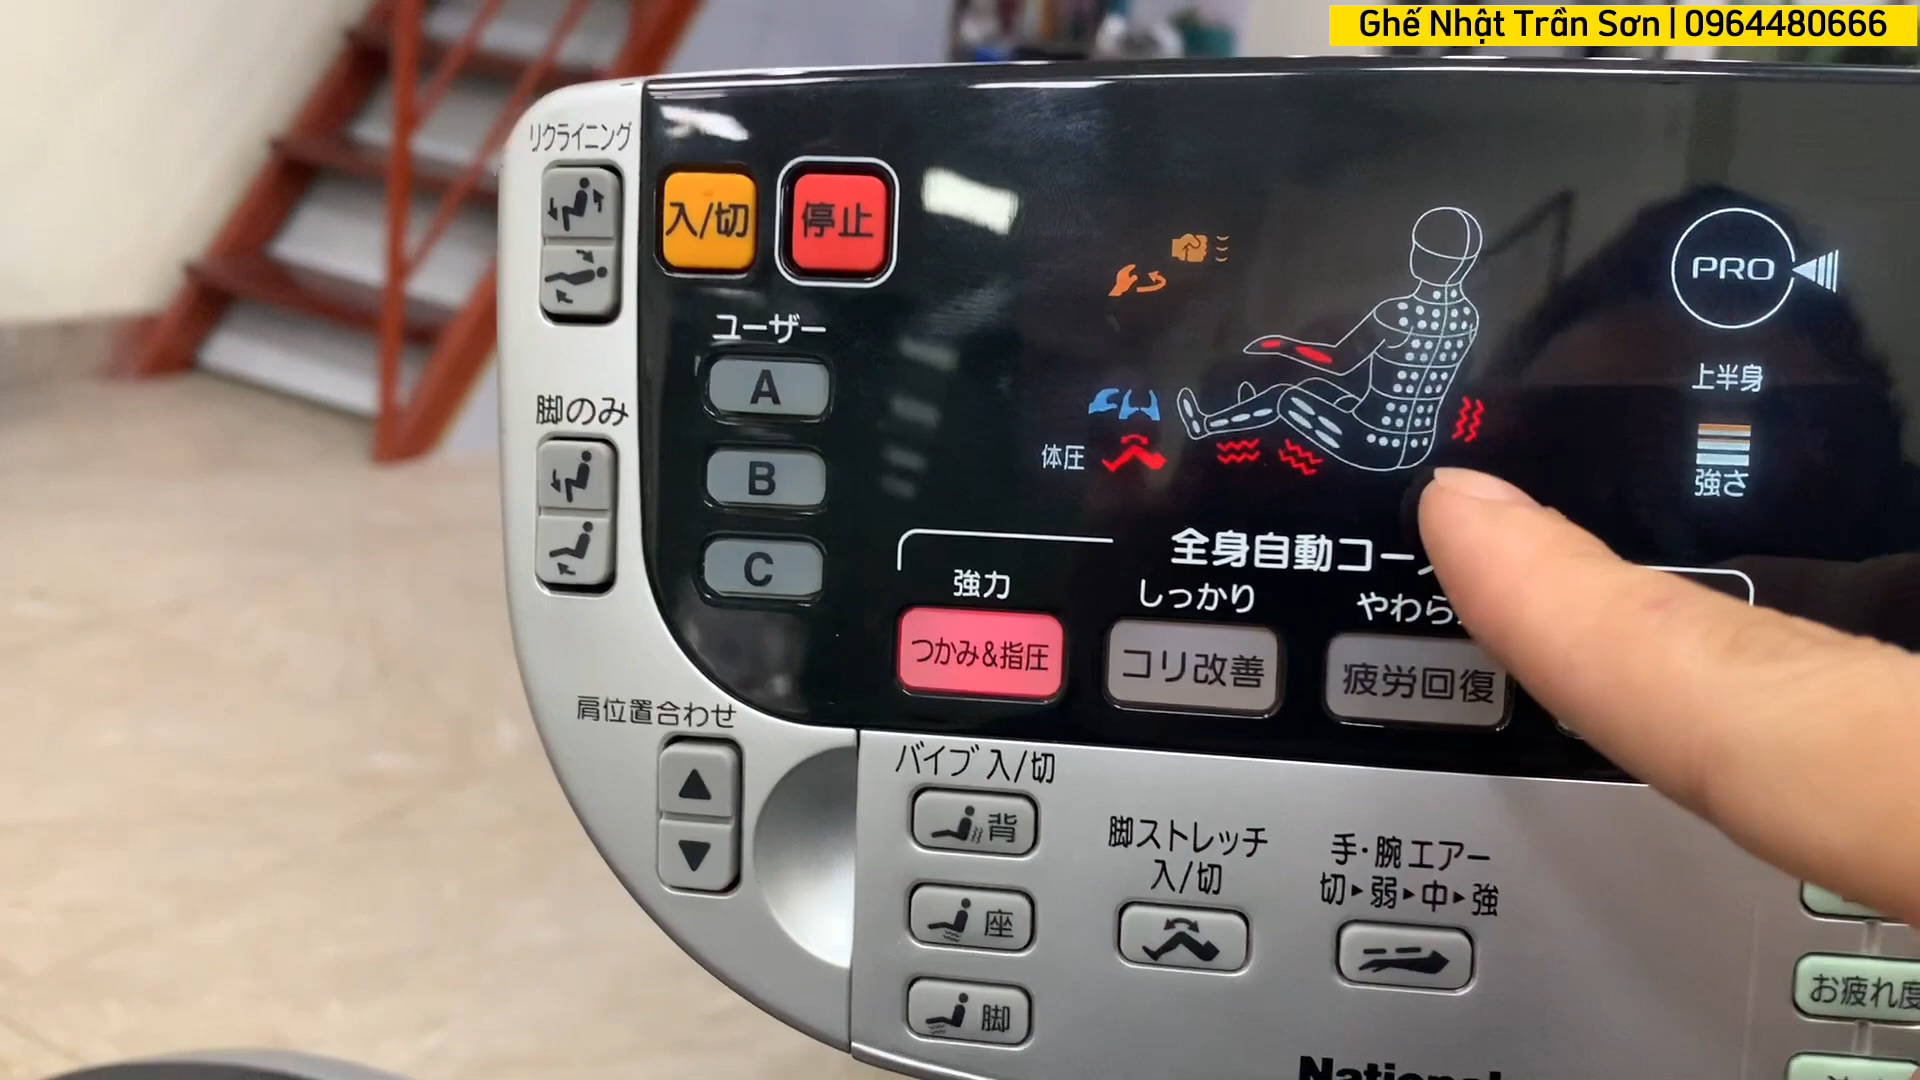 Ghế Nhật Trần Sơn | 0964480666
リクライニング
入/切
停止
PRO
ユーザー
A
上半身
脚のみ
体圧
B
強さ
全身自動コー
C
強力
しっかり
やわら
つかみ&指圧
コリ改善
疲労回復
肩位置合わせ
バイブ 入/切
背
脚ストレッチ
入/切
手・腕エアー
切▸弱▸中▸強
座
お疲れ度
脚
National